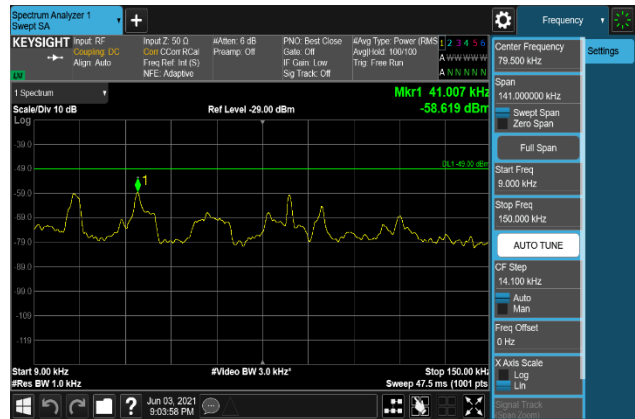 Spectrum Analyzer 1
Swept SA
Frequency
KEYSIGHT
Input: RF
Coupling: DC
Align: Auto
Input Z: 50 Ω
Corr CCorr RCal
Freq Ref: Int (S)
NFE: Adaptive
#Atten: 6 dB
Preamp: Off
PNO: Best Close
Gate: Off
IF Gain: Low
Sig Track: Off
#Avg Type: Power (RMS
Avg|Hold: 100/100
Trig: Free Run
1 2 3 4 5 6
A W W W W W
A N N N N N
LW
1 Spectrum
Scale/Div 10 dB
Ref Level -29.00 dBm
Mkr1 41.007 kHz
-58.619 dBm
Log
DL1 -49.00 dBm
1
-39.0
-49.0
-59.0
-69.0
-79.0
-89.0
-99.0
-109
-119
Start 9.00 kHz
#Res BW 1.0 kHz
#Video BW 3.0 kHz*
Stop 150.00 kHz
Sweep 47.5 ms (1001 pts
Jun 03, 2021
9:03:58 PM
Center Frequency
79.500 kHz
Settings
Span
141.000000 kHz
Swept Span
Zero Span
Full Span
Start Freq
9.000 kHz
Stop Freq
150.000 kHz
AUTO TUNE
CF Step
14.100 kHz
Auto
Man
Freq Offset
0 Hz
X Axis Scale
Log
Lin
Signal Track
(Span Zoom)